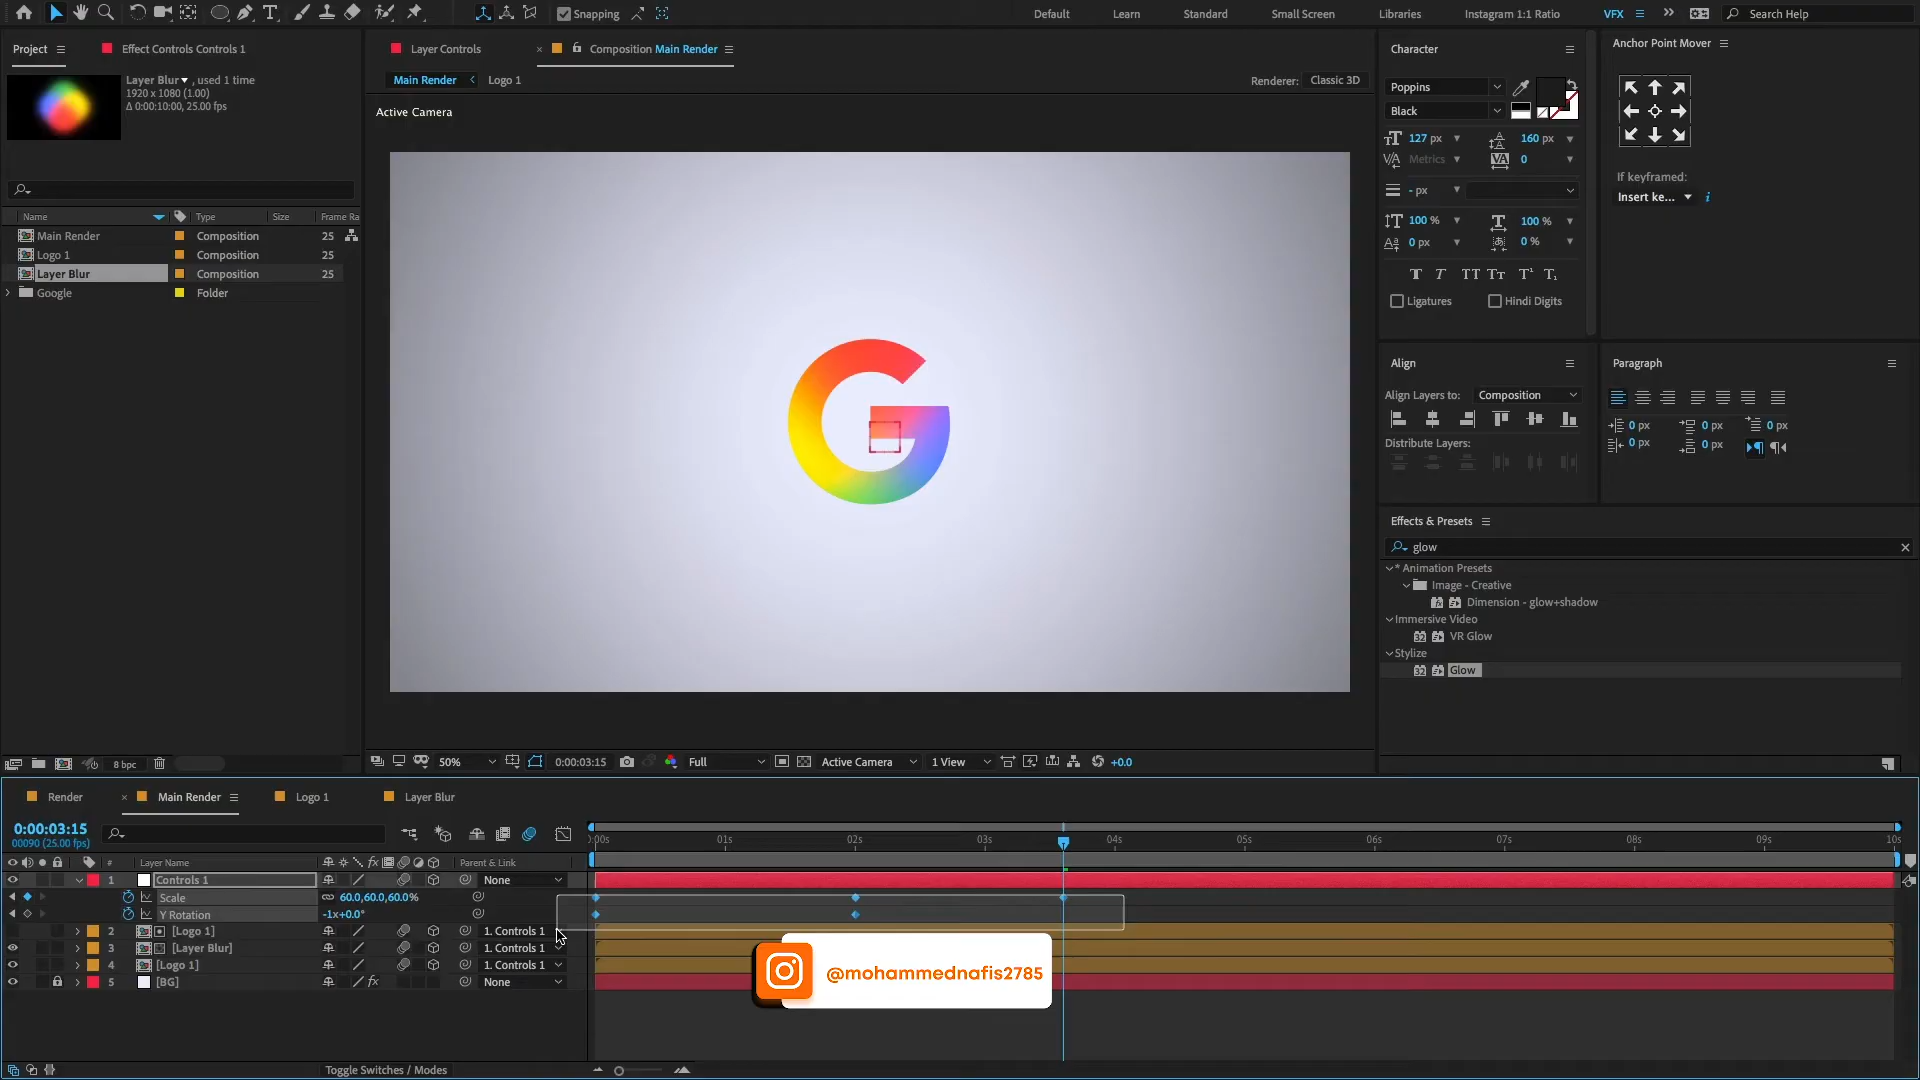 Snapping
Default
Learn
Standard
Small Screen
Libraries
Instagram 1:1 Ratio
VFX
Search Help
Project
Effect Controls Controls 1
Layer Controls
Composition Main Render
Character
Anchor Point Mover
Layer Blur , used 1 time
1920 x 1080 (1.00)
Δ 0:00:10:00, 25.00 fps
Main Render
Logo 1
Renderer:
Classic 3D
Active Camera
Poppins
Black
127 px
160 px
Metrics
0
- px
100 %
100 %
0 px
0 %
Ligatures
Hindi Digits
If keyframed:
Insert ke...
Name
Type
Size
Frame Ra
Main Render
Composition
25
Logo 1
Composition
25
Layer Blur
Composition
25
Google
Folder
Align
Paragraph
Align Layers to:
Composition
Distribute Layers:
0 px
0 px
0 px
0 px
0 px
Effects & Presets
glow
* Animation Presets
Image - Creative
Dimension - glow+shadow
Immersive Video
VR Glow
Stylize
Glow
8 bpc
50%
0:00:03:15
Full
Active Camera
1 View
+0.0
Render
Main Render
Logo 1
Layer Blur
0:00:03:15
00090 (25.00 fps)
:00s
01s
02s
03s
04s
05s
06s
07s
08s
09s
10s
#
Layer Name
Parent & Link
1
Controls 1
None
Scale
60.0,60.0,60.0%
Y Rotation
-1x+0.0°
2
[Logo 1]
1. Controls 1
3
[Layer Blur]
1. Controls 1
4
[Logo 1]
1. Controls 1
5
[BG]
None
@mohammednafis2785
Toggle Switches / Modes